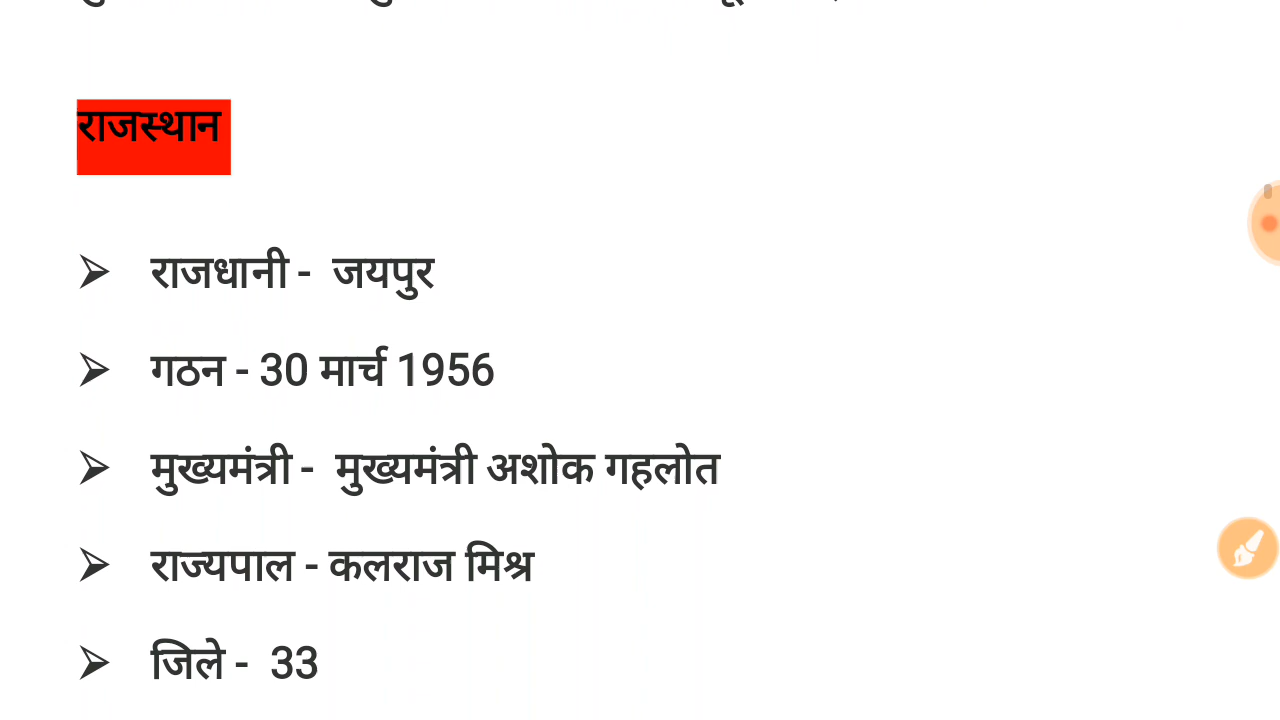 राजस्थान
➢ राजधानी - जयपुर
➢ गठन - 30 मार्च 1956
➢ मुख्यमंत्री - मुख्यमंत्री अशोक गहलोत
➢ राज्यपाल - कलराज मिश्र
➢ जिले - 33